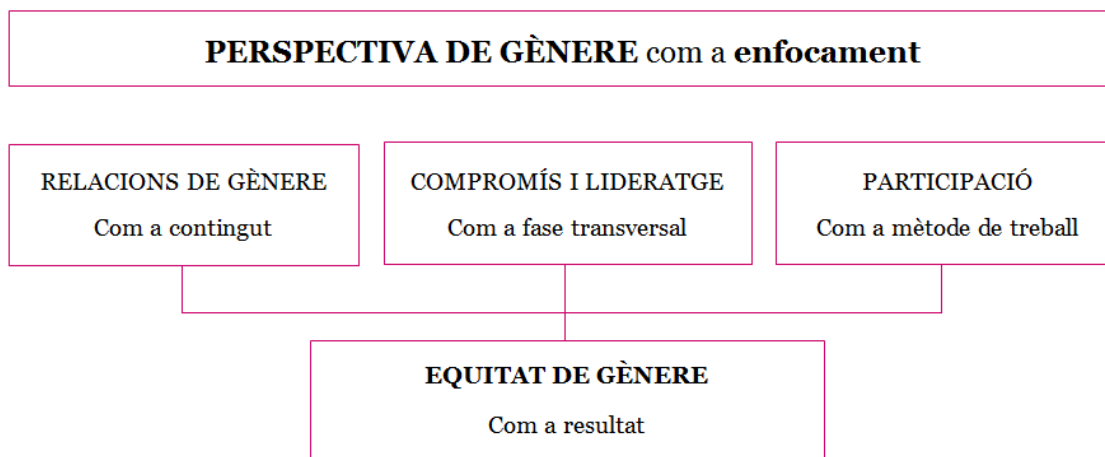 PERSPECTIVA DE GÈNERE com a enfocament
RELACIONS DE GÈNERE
Com a contingut
COMPROMÍS I LIDERATGE
Com a fase transversal
PARTICIPACIÓ
Com a mètode de treball
EQUITAT DE GÈNERE
Com a resultat